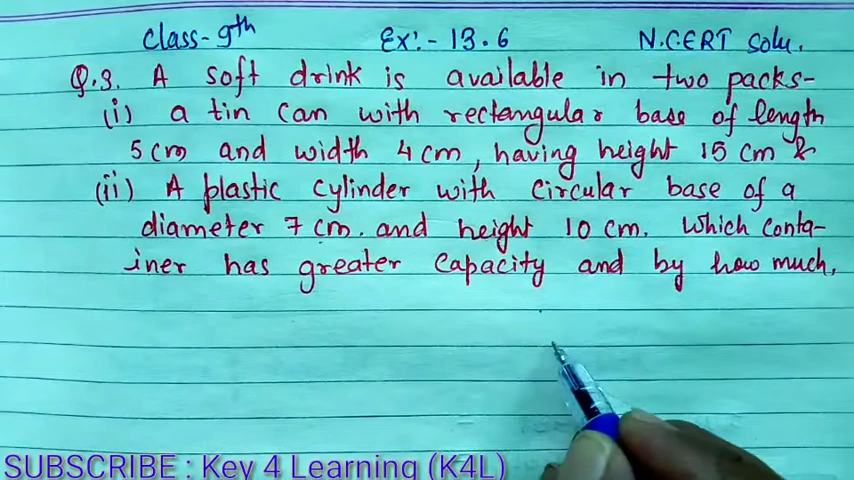 Class-9th Ex:- 13.6 N.C.ERT Solu.
Q.3. A soft drink is available in two packs-
(i) a tin can with rectangular base of length
5cm and width 4 cm, having height 15 cm &
(ii) A plastic cylinder with circular base of a
diameter 7 cm. and height 10 cm. Which conta-
iner has greater capacity and by how much.
SUBSCRIBE : Key 4 Learning (K4L)